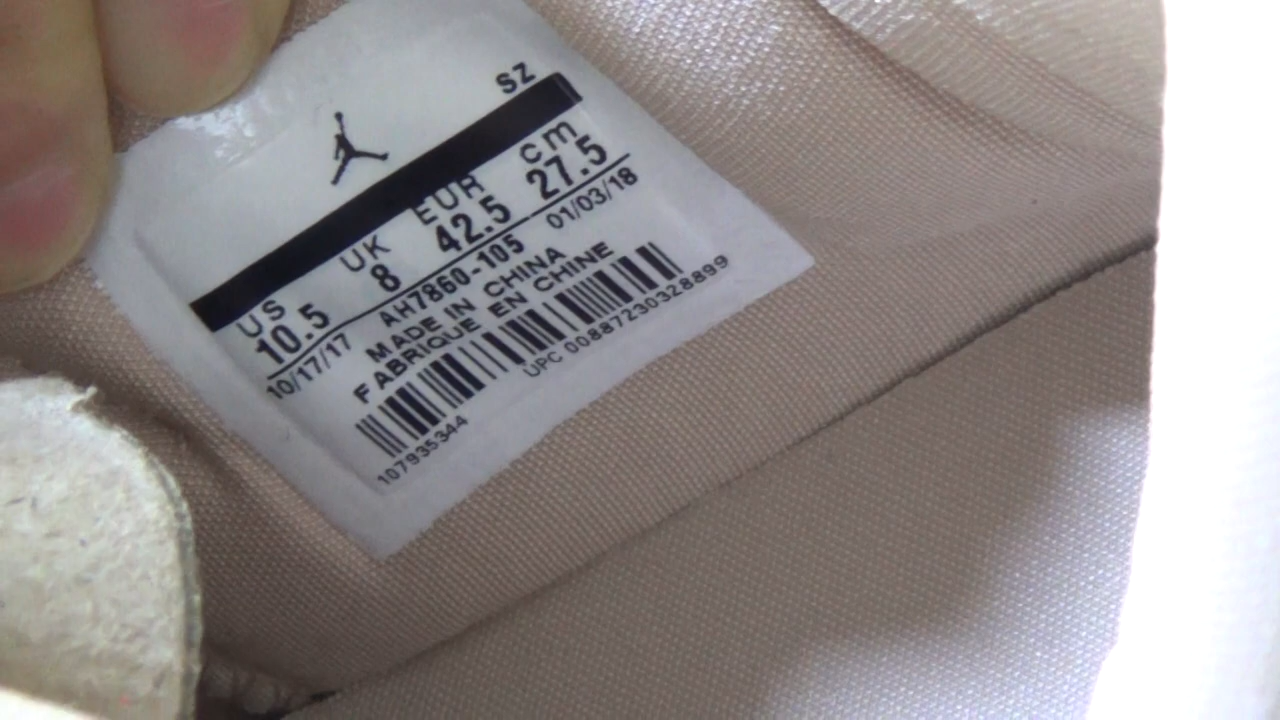 SZ
US UK EUR cm
10.5 8 42.5 27.5
10/17/17 AH7860-105 01/03/18
MADE IN CHINA
FABRIQUE EN CHINE
107935344 UPC 00887230328899